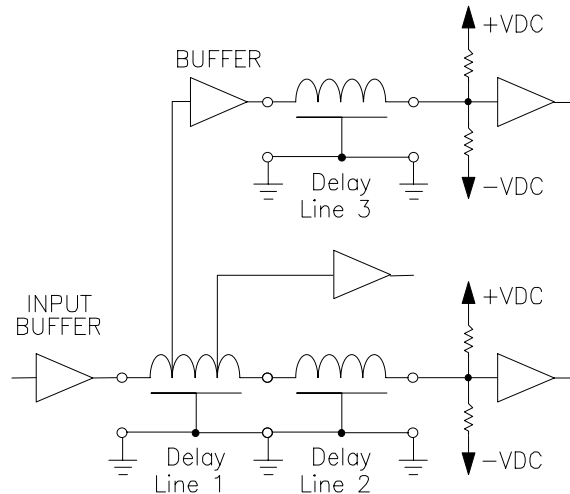 +VDC
BUFFER
Delay
Line 3
-VDC
INPUT
BUFFER
+VDC
Delay
Line 1
Delay
Line 2
-VDC